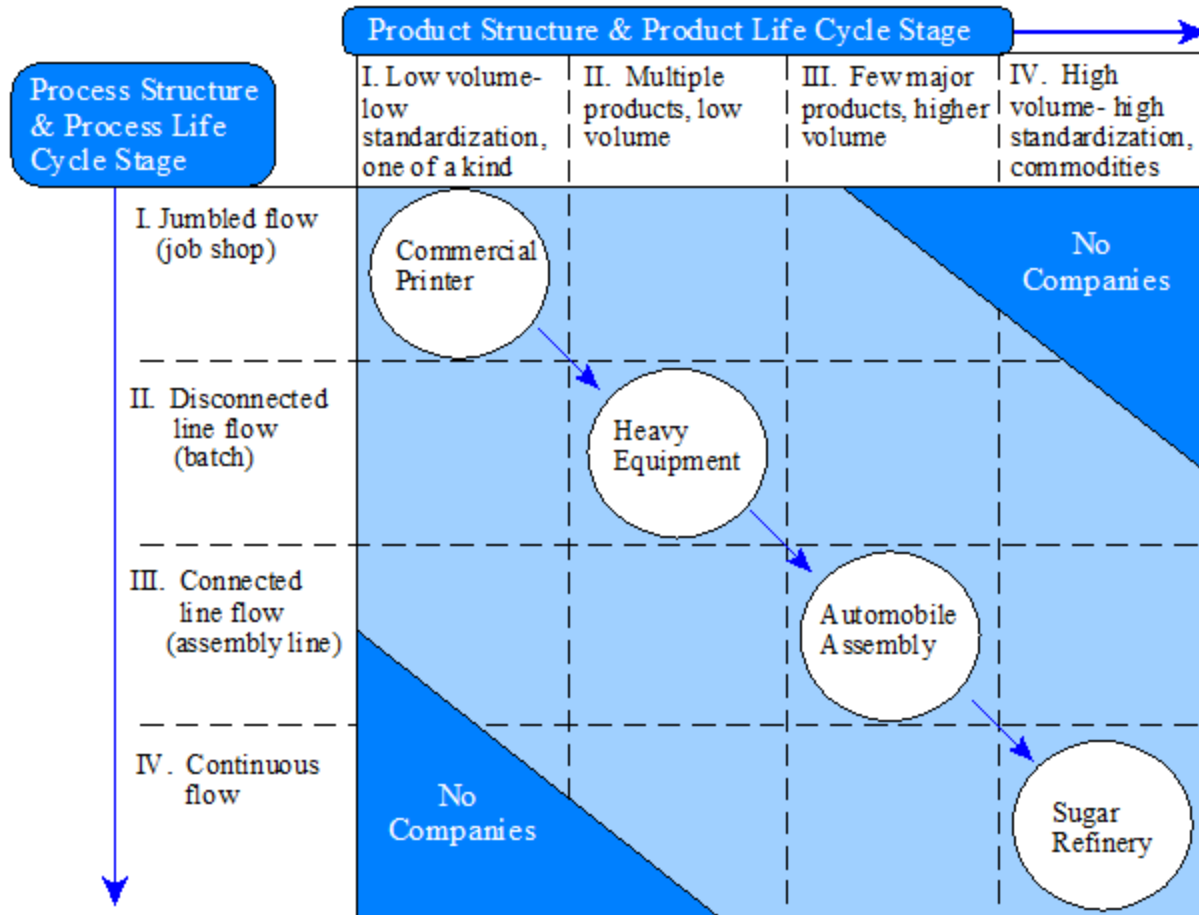 Product Structure & Product Life Cycle Stage
Process Structure
& Process Life
Cycle Stage
I. Low volume-
low
standardization,
one of a kind
II. Multiple
products, low
volume
III. Few major
products, higher
volume
IV. High
volume- high
standardization,
commodities
I. Jumbled flow
(job shop)
Commercial
Printer
No
Companies
II. Disconnected
line flow
(batch)
Heavy
Equipment
III. Connected
line flow
(assembly line)
Automobile
Assembly
IV. Continuous
flow
No
Companies
Sugar
Refinery